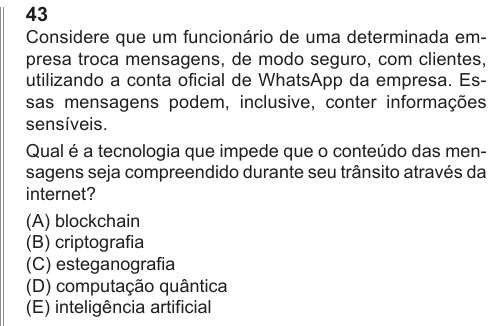 43
Considere que um funcionário de uma determinada em-
presa troca mensagens, de modo seguro, com clientes,
utilizando a conta oficial de WhatsApp da empresa. Es-
sas mensagens podem, inclusive, conter informações
sensíveis.
Qual é a tecnologia que impede que o conteúdo das men-
sagens seja compreendido durante seu trânsito através da
internet?
(A) blockchain
(B) criptografia
(C) esteganografia
(D) computação quântica
(E) inteligência artificial